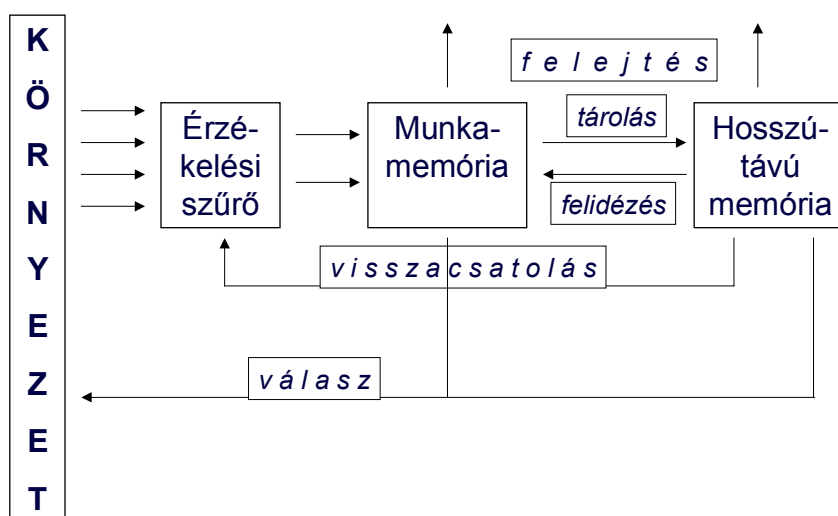 K
Ö
R
N
Y
E
Z
E
T
f e l e j t é s
Érzé-
kelési
szűrő
Munka-
memória
tárolás
felidézés
Hosszú-
távú
memória
v i s s z a c s a t o l á s
v á l a s z